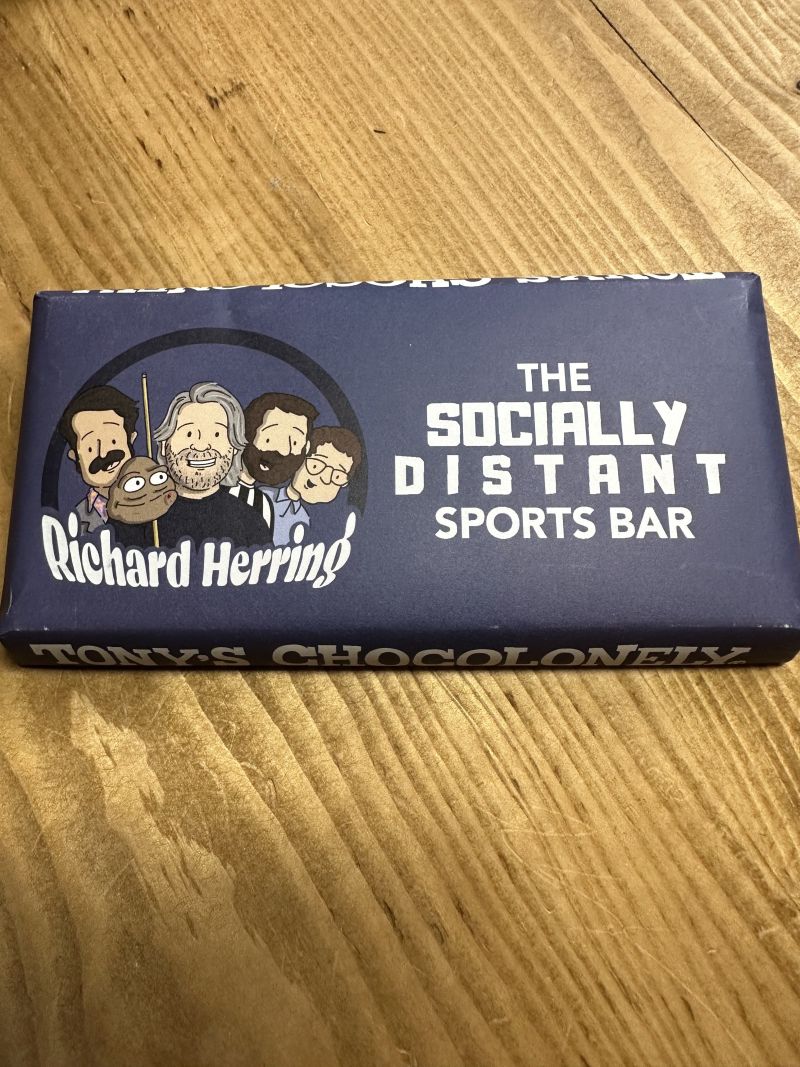 Richard Herring
THE
SOCIALLY
DISTANT
SPORTS BAR
TONY'S CHOCOLONELY